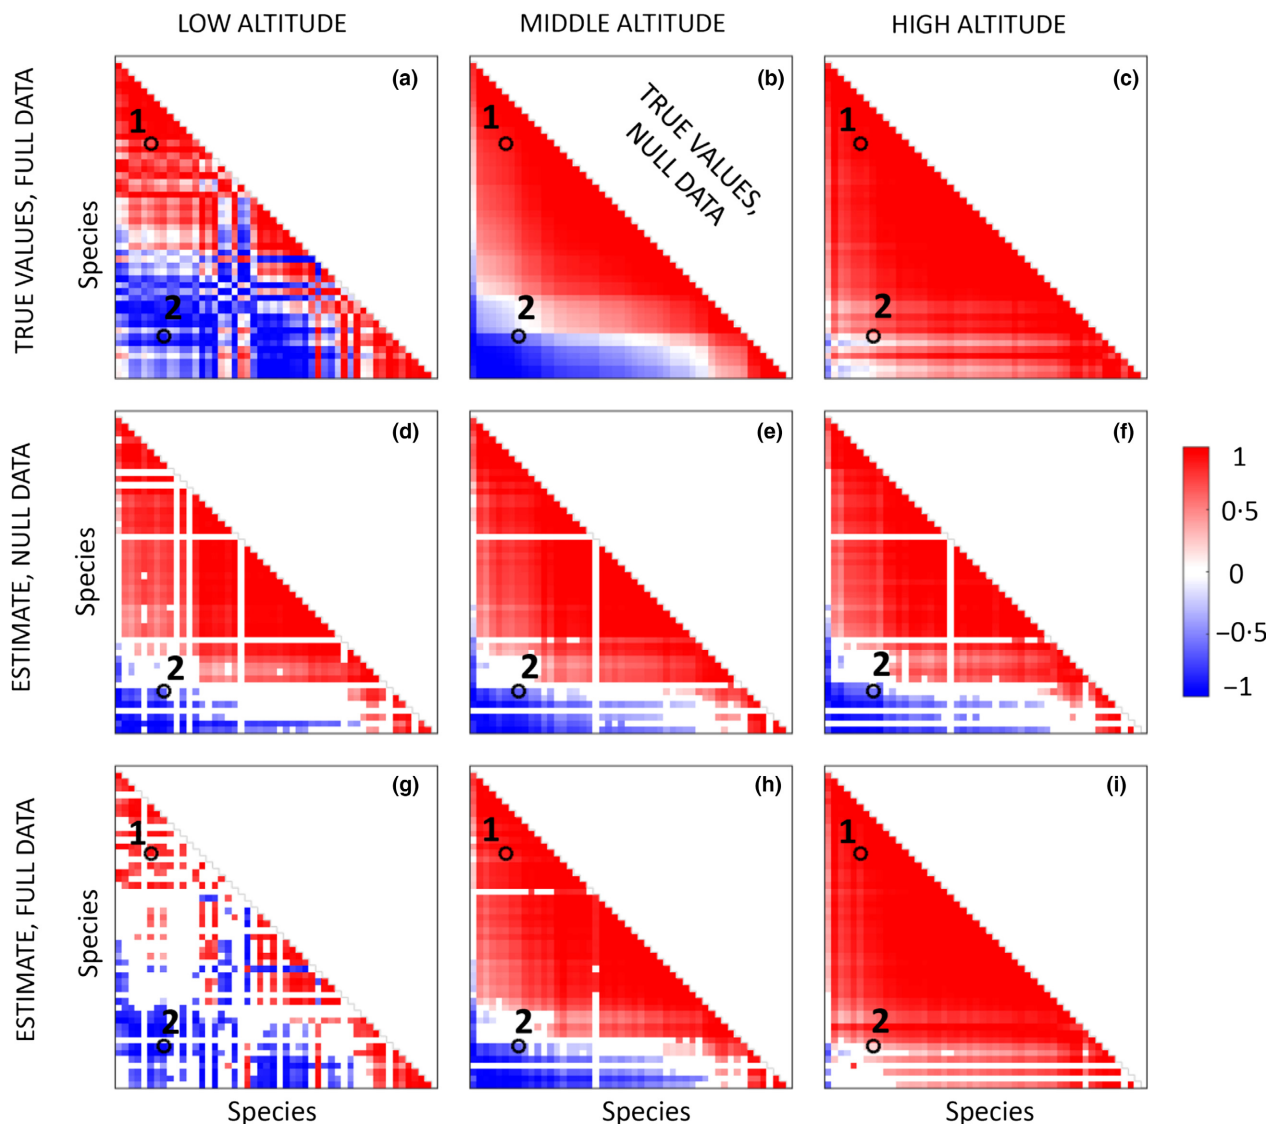 LOW ALTITUDE
MIDDLE ALTITUDE
HIGH ALTITUDE
TRUE VALUES, FULL DATA
Species
(a)
1
2
(b)
TRUE VALUES,
NULL DATA
1
2
(c)
1
2
ESTIMATE, NULL DATA
Species
(d)
2
(e)
2
(f)
2
1
0·5
0
−0·5
−1
ESTIMATE, FULL DATA
Species
(g)
1
2
(h)
1
2
(i)
1
2
Species
Species
Species